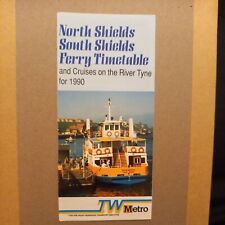 North Shields
South Shields
Ferry Timetable
and Cruises on the River Tyne
for 1990
TW
Metro